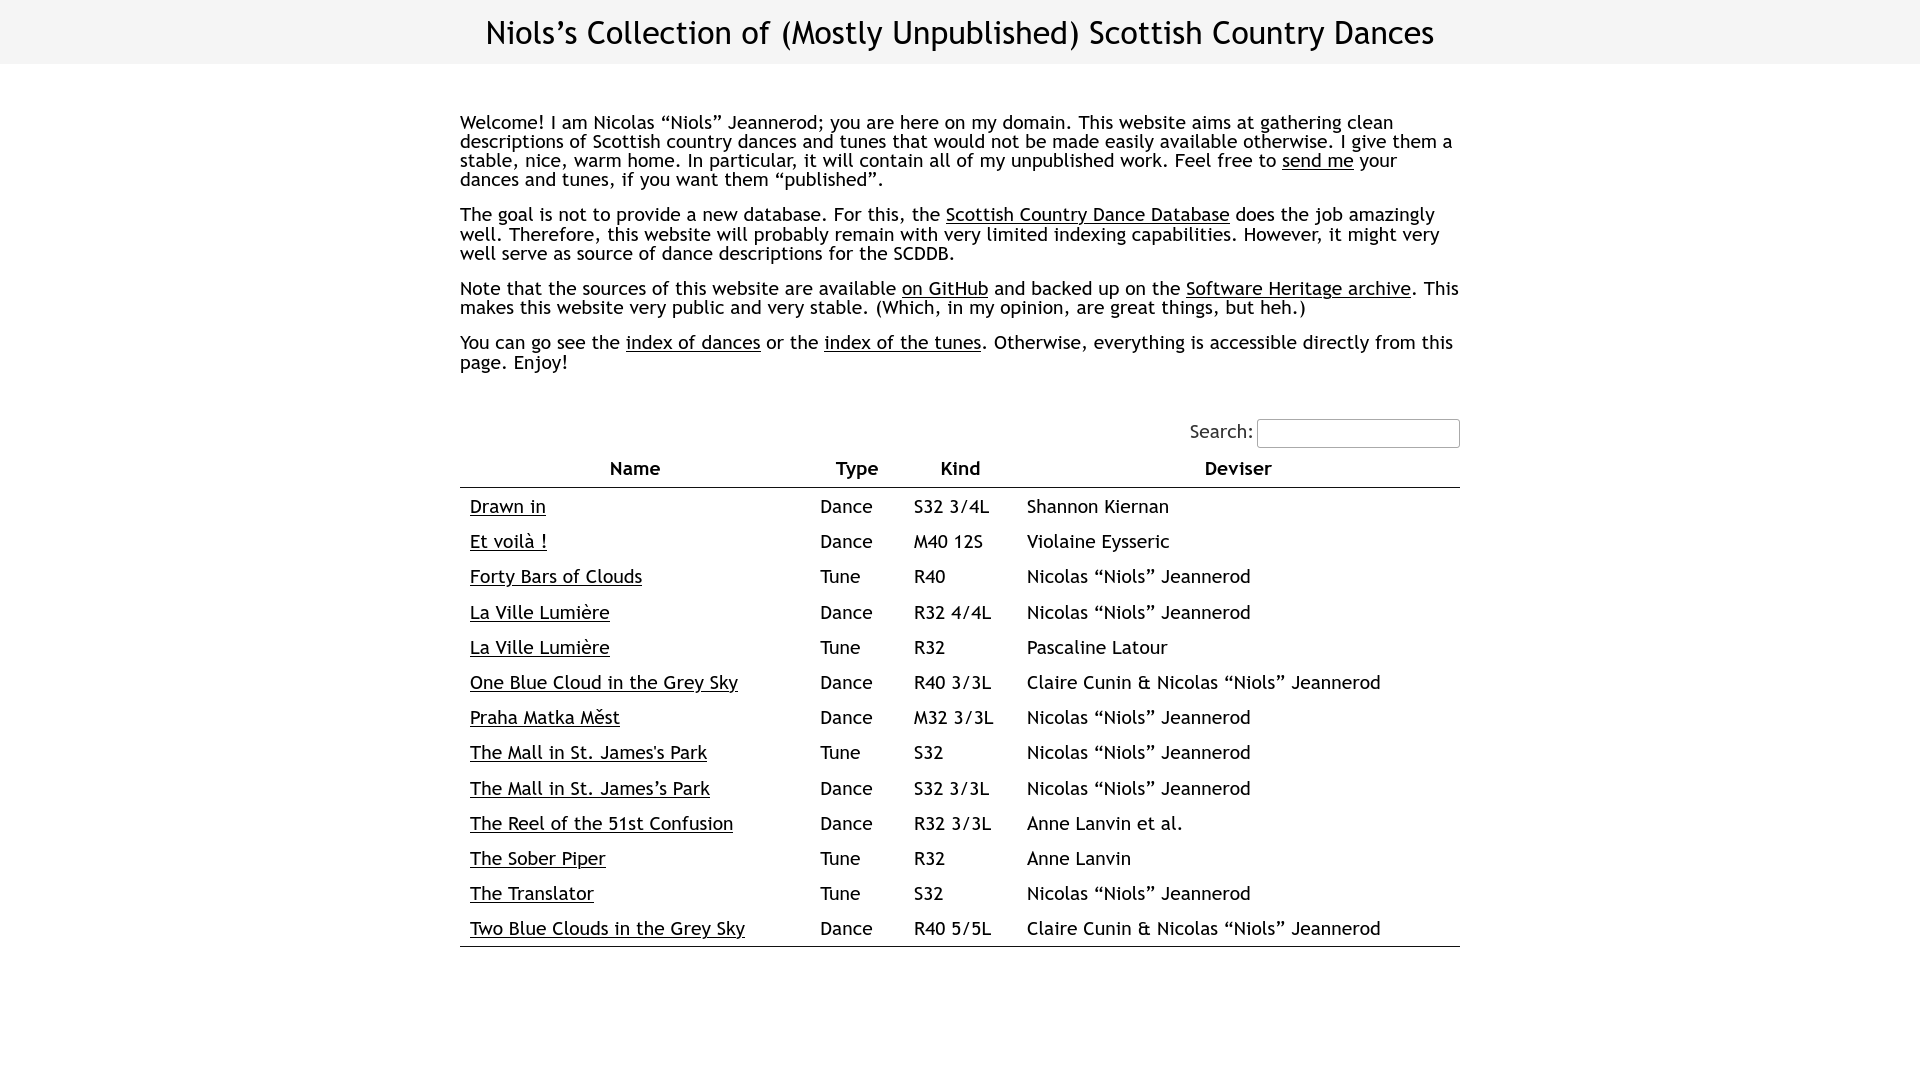 Niols’s Collection of (Mostly Unpublished) Scottish Country Dances
Welcome! I am Nicolas “Niols” Jeannerod; you are here on my domain. This website aims at gathering clean
descriptions of Scottish country dances and tunes that would not be made easily available otherwise. I give them a
stable, nice, warm home. In particular, it will contain all of my unpublished work. Feel free to send me your
dances and tunes, if you want them “published”.
The goal is not to provide a new database. For this, the Scottish Country Dance Database does the job amazingly
well. Therefore, this website will probably remain with very limited indexing capabilities. However, it might very
well serve as source of dance descriptions for the SCDDB.
Note that the sources of this website are available on GitHub and backed up on the Software Heritage archive. This
makes this website very public and very stable. (Which, in my opinion, are great things, but heh.)
You can go see the index of dances or the index of the tunes. Otherwise, everything is accessible directly from this
page. Enjoy!
Search:
Name Type Kind Deviser
Drawn in Dance S32 3/4L Shannon Kiernan
Et voilà ! Dance M40 12S Violaine Eysseric
Forty Bars of Clouds Tune R40 Nicolas “Niols” Jeannerod
La Ville Lumière Dance R32 4/4L Nicolas “Niols” Jeannerod
La Ville Lumière Tune R32 Pascaline Latour
One Blue Cloud in the Grey Sky Dance R40 3/3L Claire Cunin & Nicolas “Niols” Jeannerod
Praha Matka Měst Dance M32 3/3L Nicolas “Niols” Jeannerod
The Mall in St. James's Park Tune S32 Nicolas “Niols” Jeannerod
The Mall in St. James’s Park Dance S32 3/3L Nicolas “Niols” Jeannerod
The Reel of the 51st Confusion Dance R32 3/3L Anne Lanvin et al.
The Sober Piper Tune R32 Anne Lanvin
The Translator Tune S32 Nicolas “Niols” Jeannerod
Two Blue Clouds in the Grey Sky Dance R40 5/5L Claire Cunin & Nicolas “Niols” Jeannerod